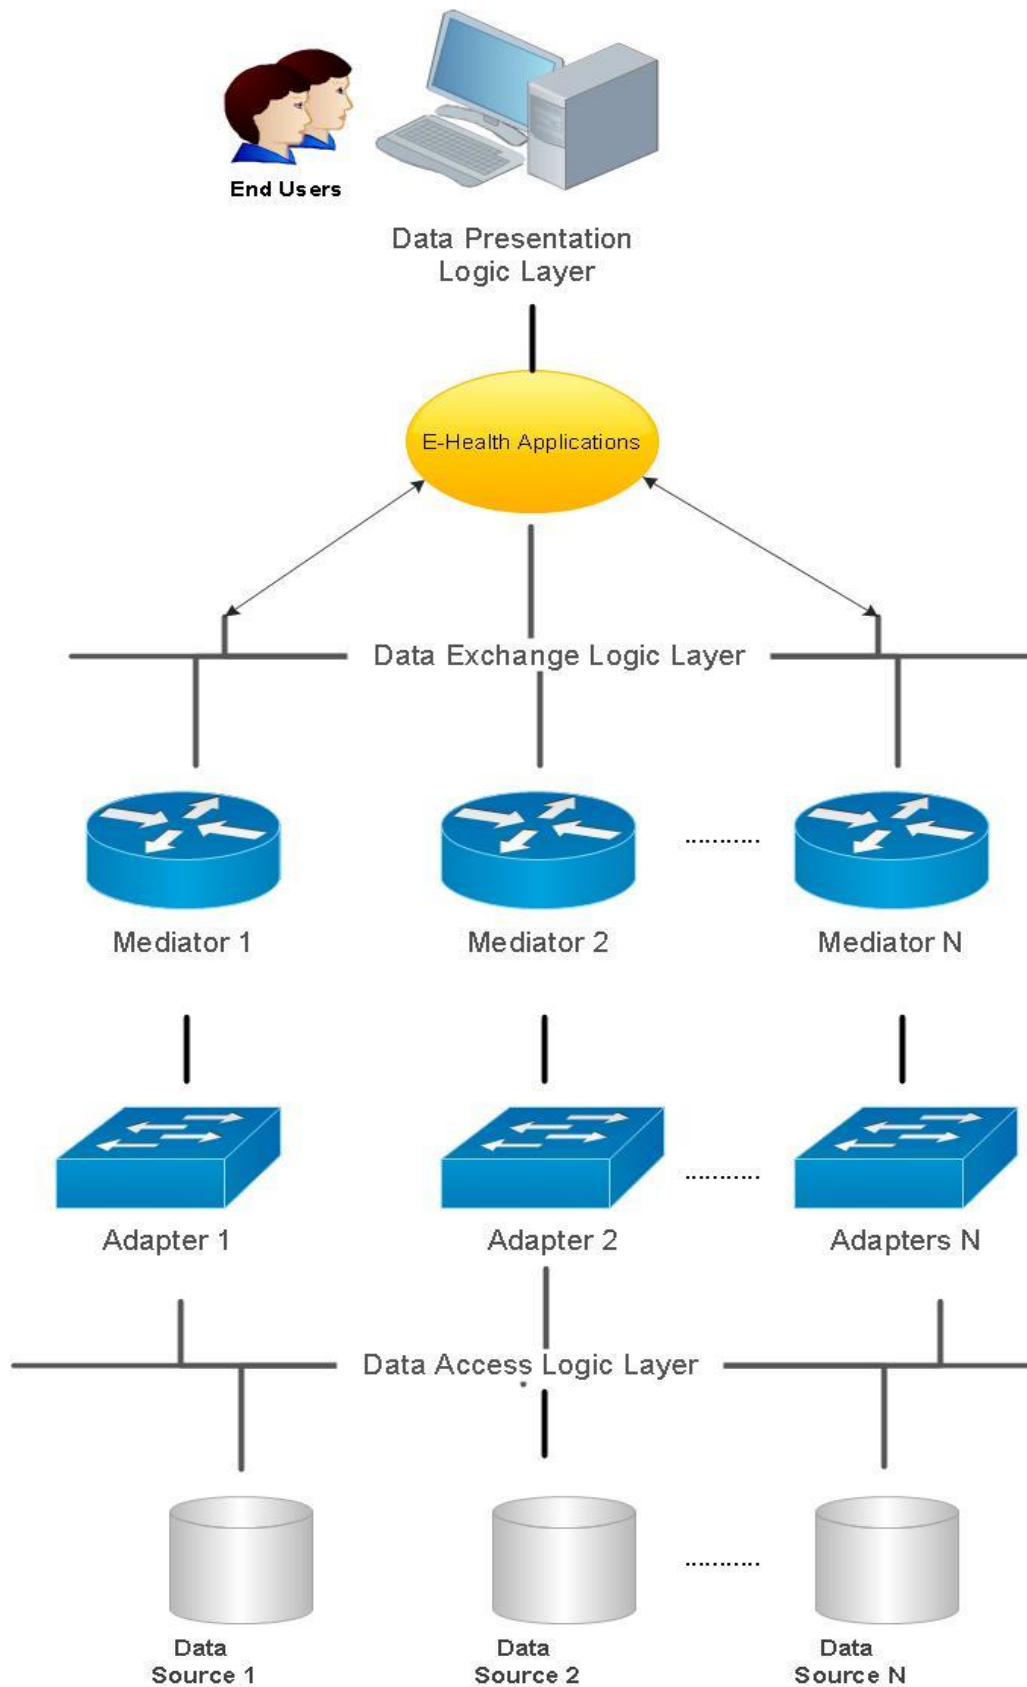 End Users
Data Presentation
Logic Layer
E-Health Applications
Data Exchange Logic Layer
...........
Mediator 1
Mediator 2
Mediator N
...........
Adapter 1
Adapter 2
Adapters N
Data Access Logic Layer
...........
Data
Source 1
Data
Source 2
Data
Source N